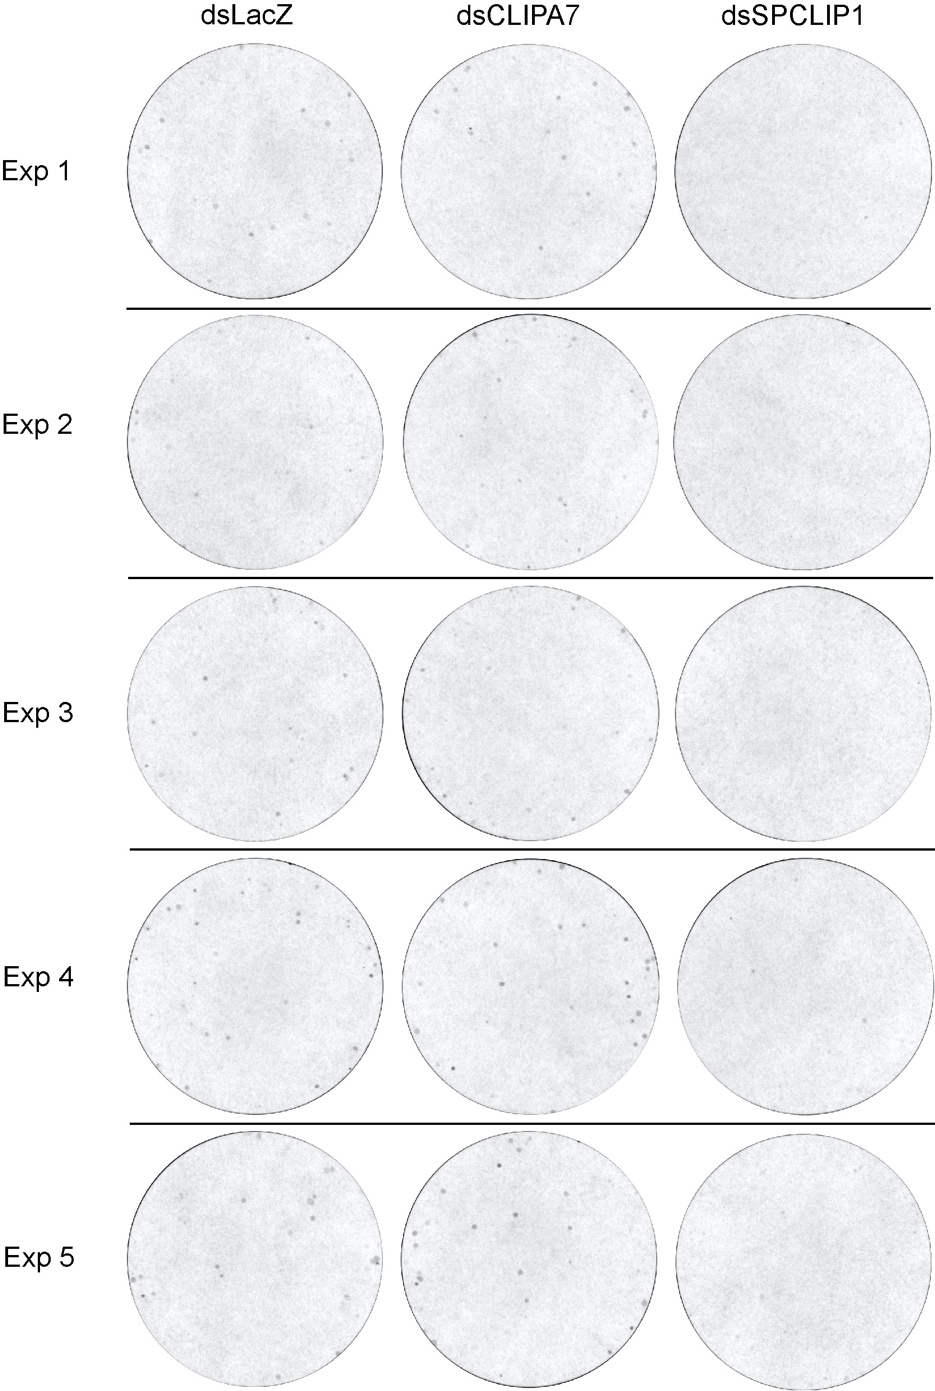 dsLacZ dsCLIPA7 dsSPCLIP1
Exp 1
Exp 2
Exp 3
Exp 4
Exp 5